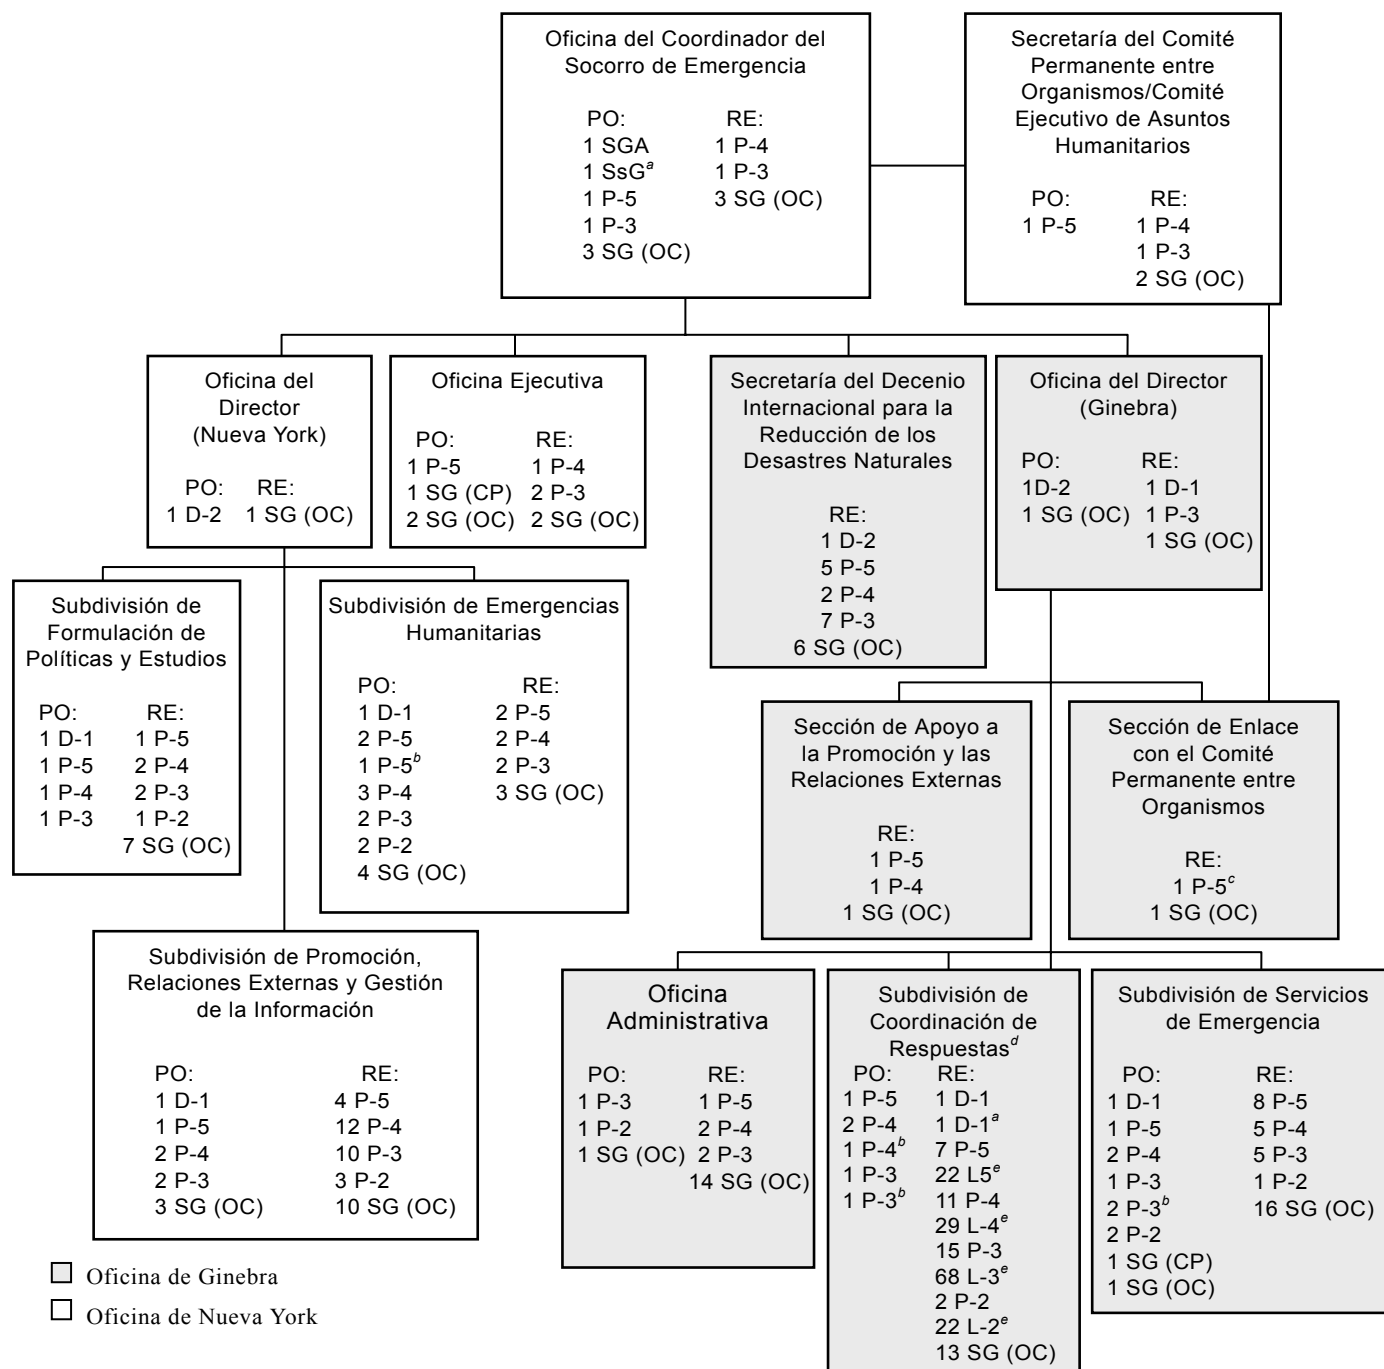 Oficina del Coordinador del
Socorro de Emergencia
PO:
1 SGA
1 SsGᵃ
1 P-5
1 P-3
3 SG (OC)
RE:
1 P-4
1 P-3
3 SG (OC)
Secretaría del Comité
Permanente entre
Organismos/Comité
Ejecutivo de Asuntos
Humanitarios
PO:
1 P-5
RE:
1 P-4
1 P-3
2 SG (OC)
Oficina del
Director
(Nueva York)
PO:
1 D-2
RE:
1 SG (OC)
Oficina Ejecutiva
PO:
1 P-5
1 SG (CP)
2 SG (OC)
RE:
1 P-4
2 P-3
2 SG (OC)
Secretaría del Decenio
Internacional para la
Reducción de los
Desastres Naturales
RE:
1 D-2
5 P-5
2 P-4
7 P-3
6 SG (OC)
Oficina del Director
(Ginebra)
PO:
1D-2
1 SG (OC)
RE:
1 D-1
1 P-3
1 SG (OC)
Subdivisión de
Formulación de
Políticas y Estudios
PO:
1 D-1
1 P-5
1 P-4
1 P-3
RE:
1 P-5
2 P-4
2 P-3
1 P-2
7 SG (OC)
Subdivisión de Emergencias
Humanitarias
PO:
1 D-1
2 P-5
1 P-5ᵇ
3 P-4
2 P-3
2 P-2
4 SG (OC)
RE:
2 P-5
2 P-4
2 P-3
3 SG (OC)
Sección de Apoyo a
la Promoción y las
Relaciones Externas
RE:
1 P-5
1 P-4
1 SG (OC)
Sección de Enlace
con el Comité
Permanente entre
Organismos
RE:
1 P-5ᶜ
1 SG (OC)
Subdivisión de Promoción,
Relaciones Externas y Gestión
de la Información
PO:
1 D-1
1 P-5
2 P-4
2 P-3
3 SG (OC)
RE:
4 P-5
12 P-4
10 P-3
3 P-2
10 SG (OC)
Oficina
Administrativa
PO:
1 P-3
1 P-2
1 SG (OC)
RE:
1 P-5
2 P-4
2 P-3
14 SG (OC)
Subdivisión de
Coordinación de
Respuestasᵈ
PO:
1 P-5
2 P-4
1 P-4ᵇ
1 P-3
1 P-3ᵇ
RE:
1 D-1
1 D-1ᵃ
7 P-5
22 L5ᵉ
11 P-4
29 L-4ᵉ
15 P-3
68 L-3ᵉ
2 P-2
22 L-2ᵉ
13 SG (OC)
Subdivisión de Servicios
de Emergencia
PO:
1 D-1
1 P-5
2 P-4
1 P-3
2 P-3ᵇ
2 P-2
1 SG (CP)
1 SG (OC)
RE:
8 P-5
5 P-4
5 P-3
1 P-2
16 SG (OC)
Oficina de Ginebra
Oficina de Nueva York